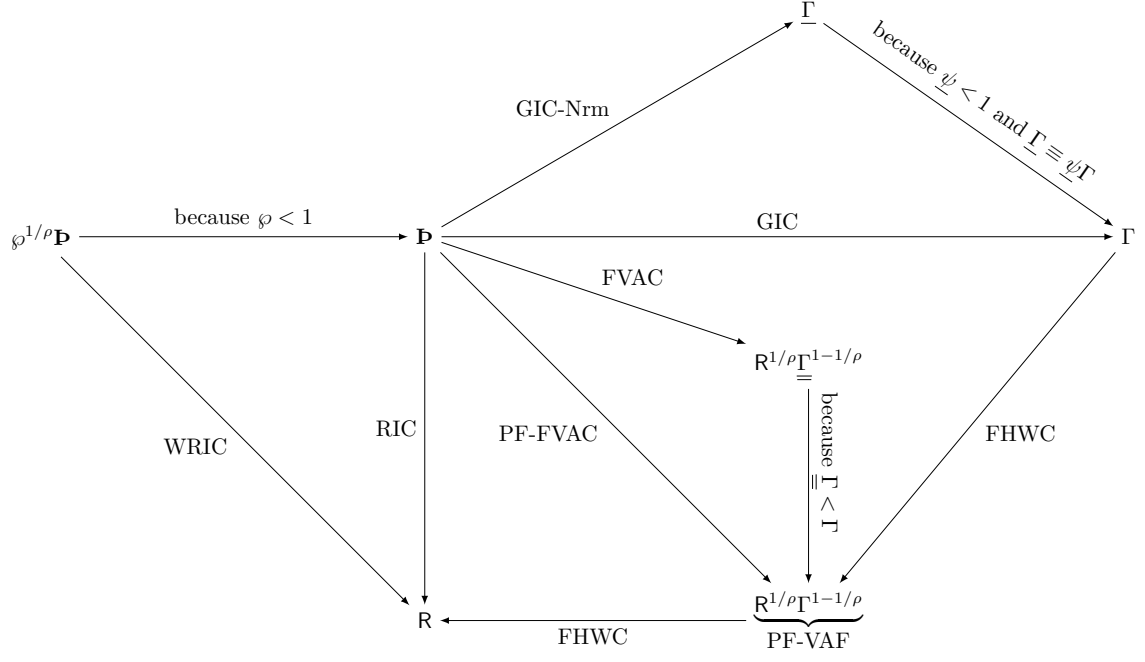 Γ̲
because ψ̲ < 1 and Γ̲ ≡ ψ̲Γ
GIC-Nrm
℘^{1/ρ}Þ
because ℘ < 1
Þ
GIC
Γ
FVAC
R^{1/ρ}Γ̳^{1−1/ρ}
WRIC
RIC
PF-FVAC
because Γ̳ < Γ
FHWC
R
FHWC
R^{1/ρ}Γ^{1−1/ρ}
PF-VAF